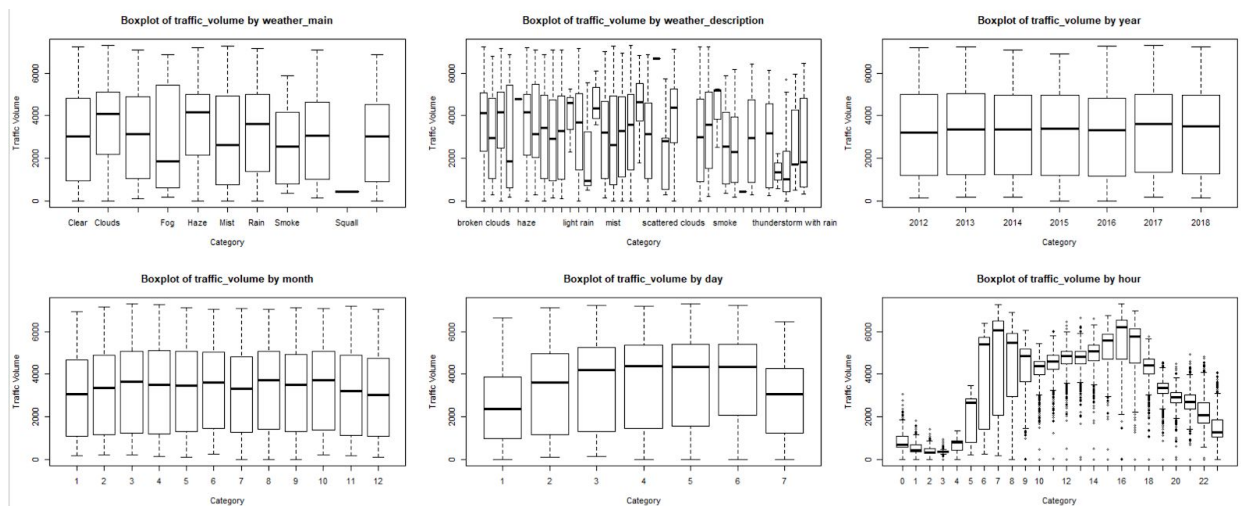 Boxplot of traffic_volume by weather_main
Traffic Volume
0 2000 4000 6000
Clear Clouds Fog Haze Mist Rain Smoke Squall
Category
Boxplot of traffic_volume by weather_description
Traffic Volume
0 2000 4000 6000
broken clouds haze light rain mist scattered clouds smoke thunderstorm with rain
Category
Boxplot of traffic_volume by year
Traffic Volume
0 2000 4000 6000
2012 2013 2014 2015 2016 2017 2018
Category
Boxplot of traffic_volume by month
Traffic Volume
0 2000 4000 6000
1 2 3 4 5 6 7 8 9 10 11 12
Category
Boxplot of traffic_volume by day
Traffic Volume
0 2000 4000 6000
1 2 3 4 5 6 7
Category
Boxplot of traffic_volume by hour
Traffic Volume
0 2000 4000 6000
0 1 2 3 4 5 6 7 8 9 10 12 14 16 18 20 22
Category